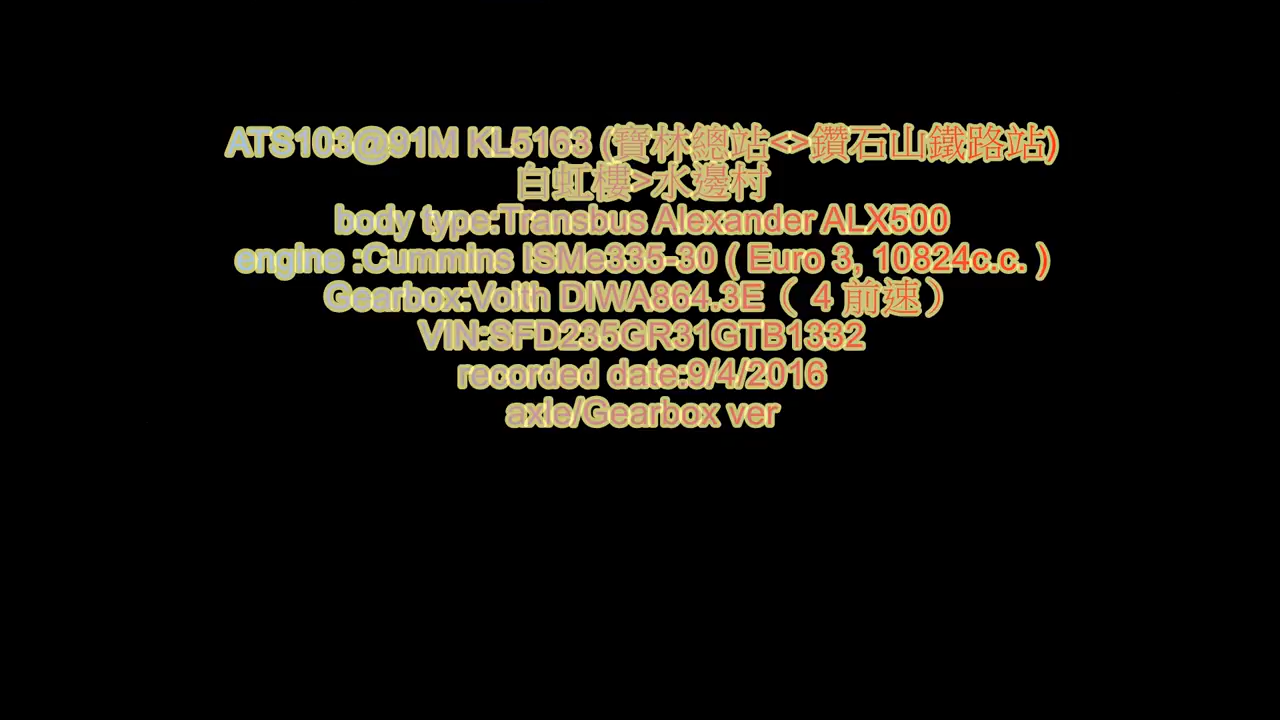 ATS103@91M KL5163 (寶林總站<>鑽石山鐵路站)
白虹樓>水邊村
body type:Transbus Alexander ALX500
engine :Cummins ISMe335-30 ( Euro 3, 10824c.c. )
Gearbox:Voith DIWA864.3E（ 4 前速）
VIN:SFD235GR31GTB1332
recorded date:9/4/2016
axle/Gearbox ver